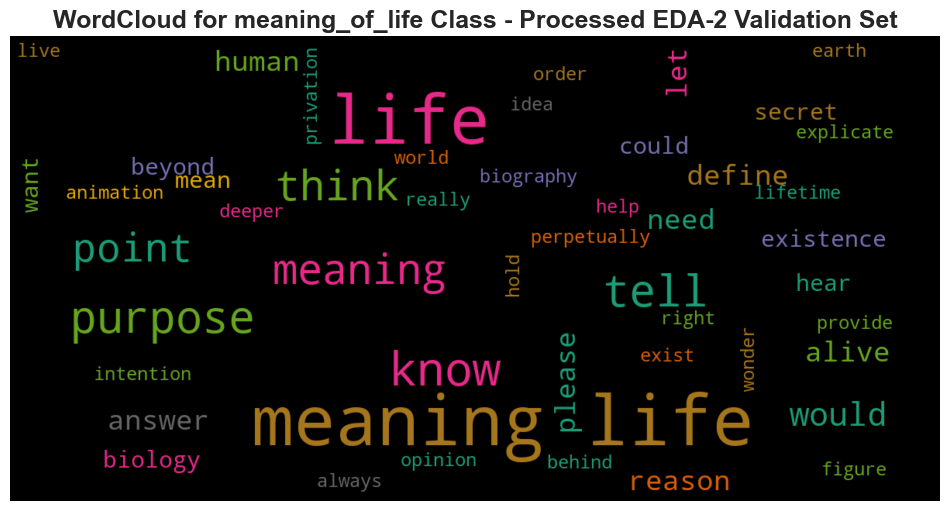 WordCloud for meaning_of_life Class - Processed EDA-2 Validation Set
live
earth
human
privation
order
let
life
idea
secret
explicate
could
want
beyond
world
mean
think
biography
define
animation
really
lifetime
deeper
help
need
point
perpetually
existence
meaning
hold
tell
hear
purpose
right
provide
know
please
exist
wonder
alive
intention
meaning life
answer
would
biology
opinion
behind
figure
always
reason